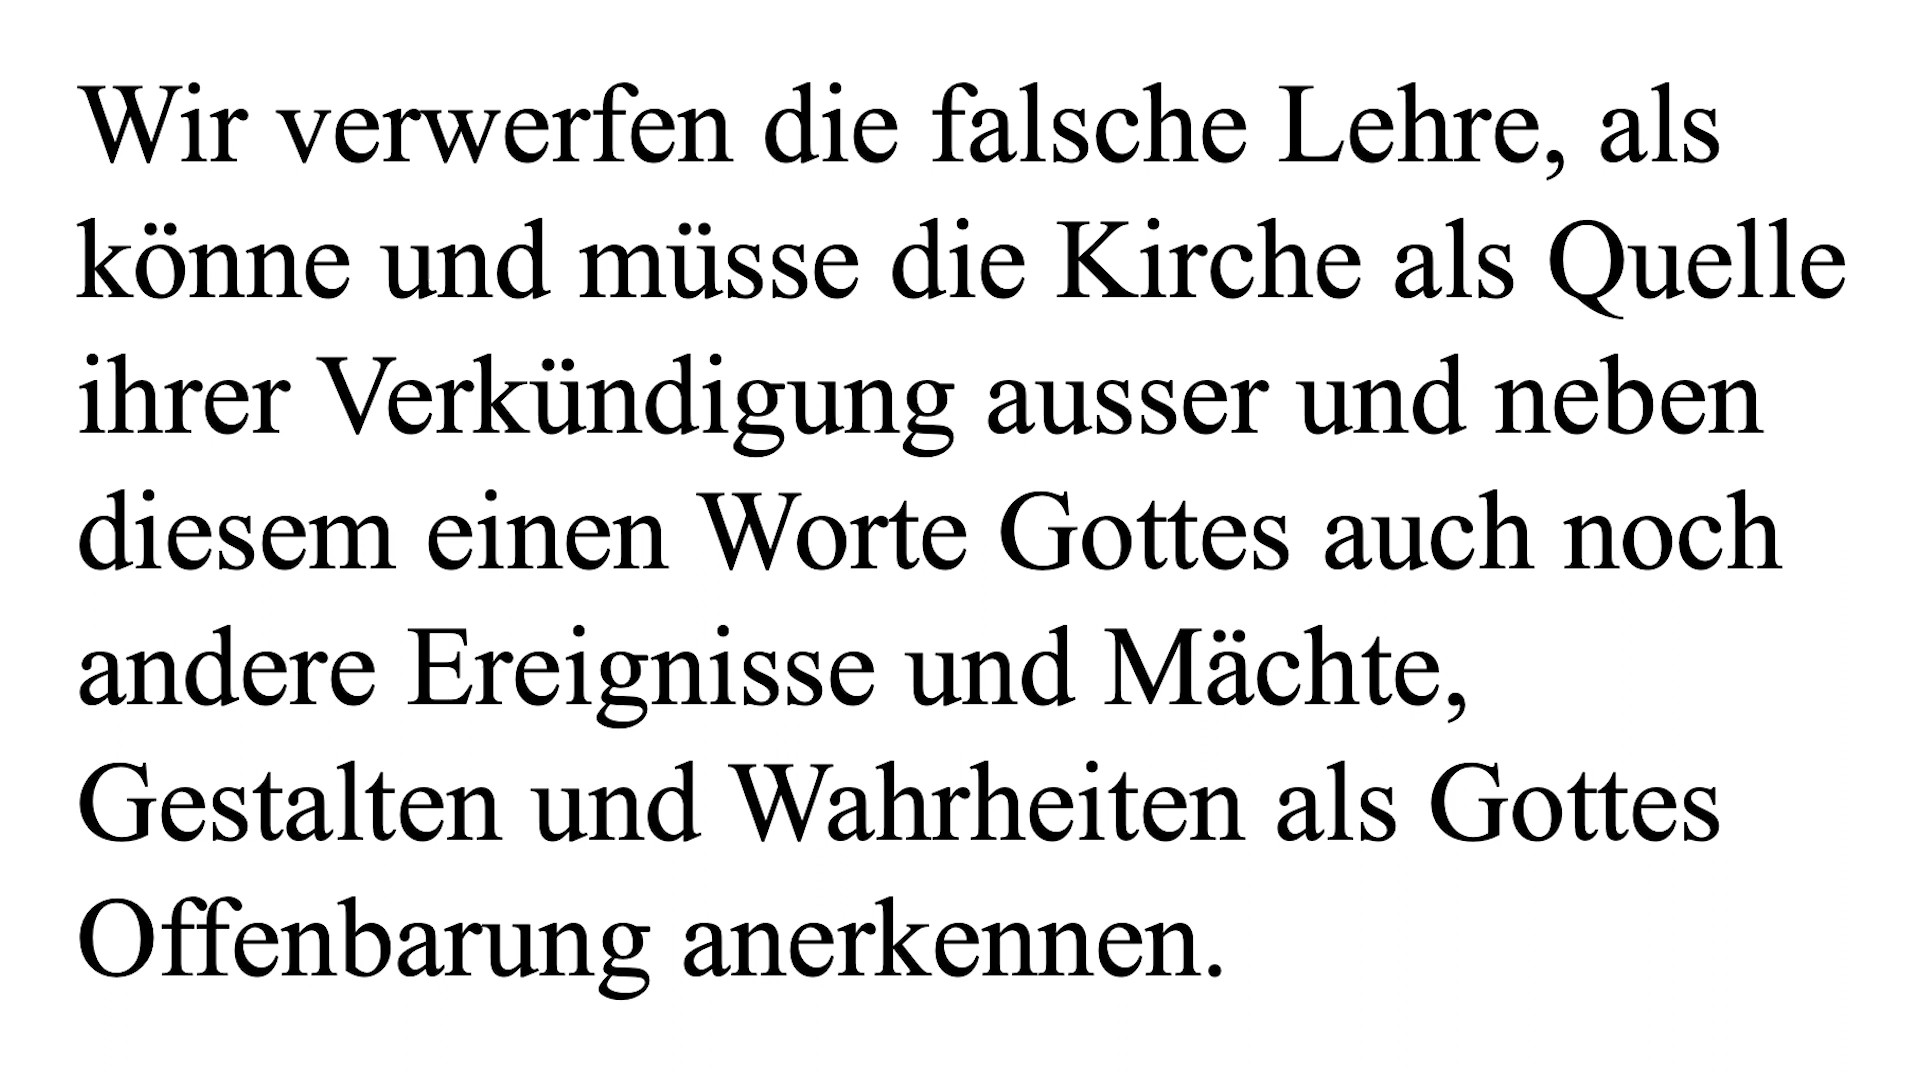 Wir verwerfen die falsche Lehre, als
könne und müsse die Kirche als Quelle
ihrer Verkündigung ausser und neben
diesem einen Worte Gottes auch noch
andere Ereignisse und Mächte,
Gestalten und Wahrheiten als Gottes
Offenbarung anerkennen.